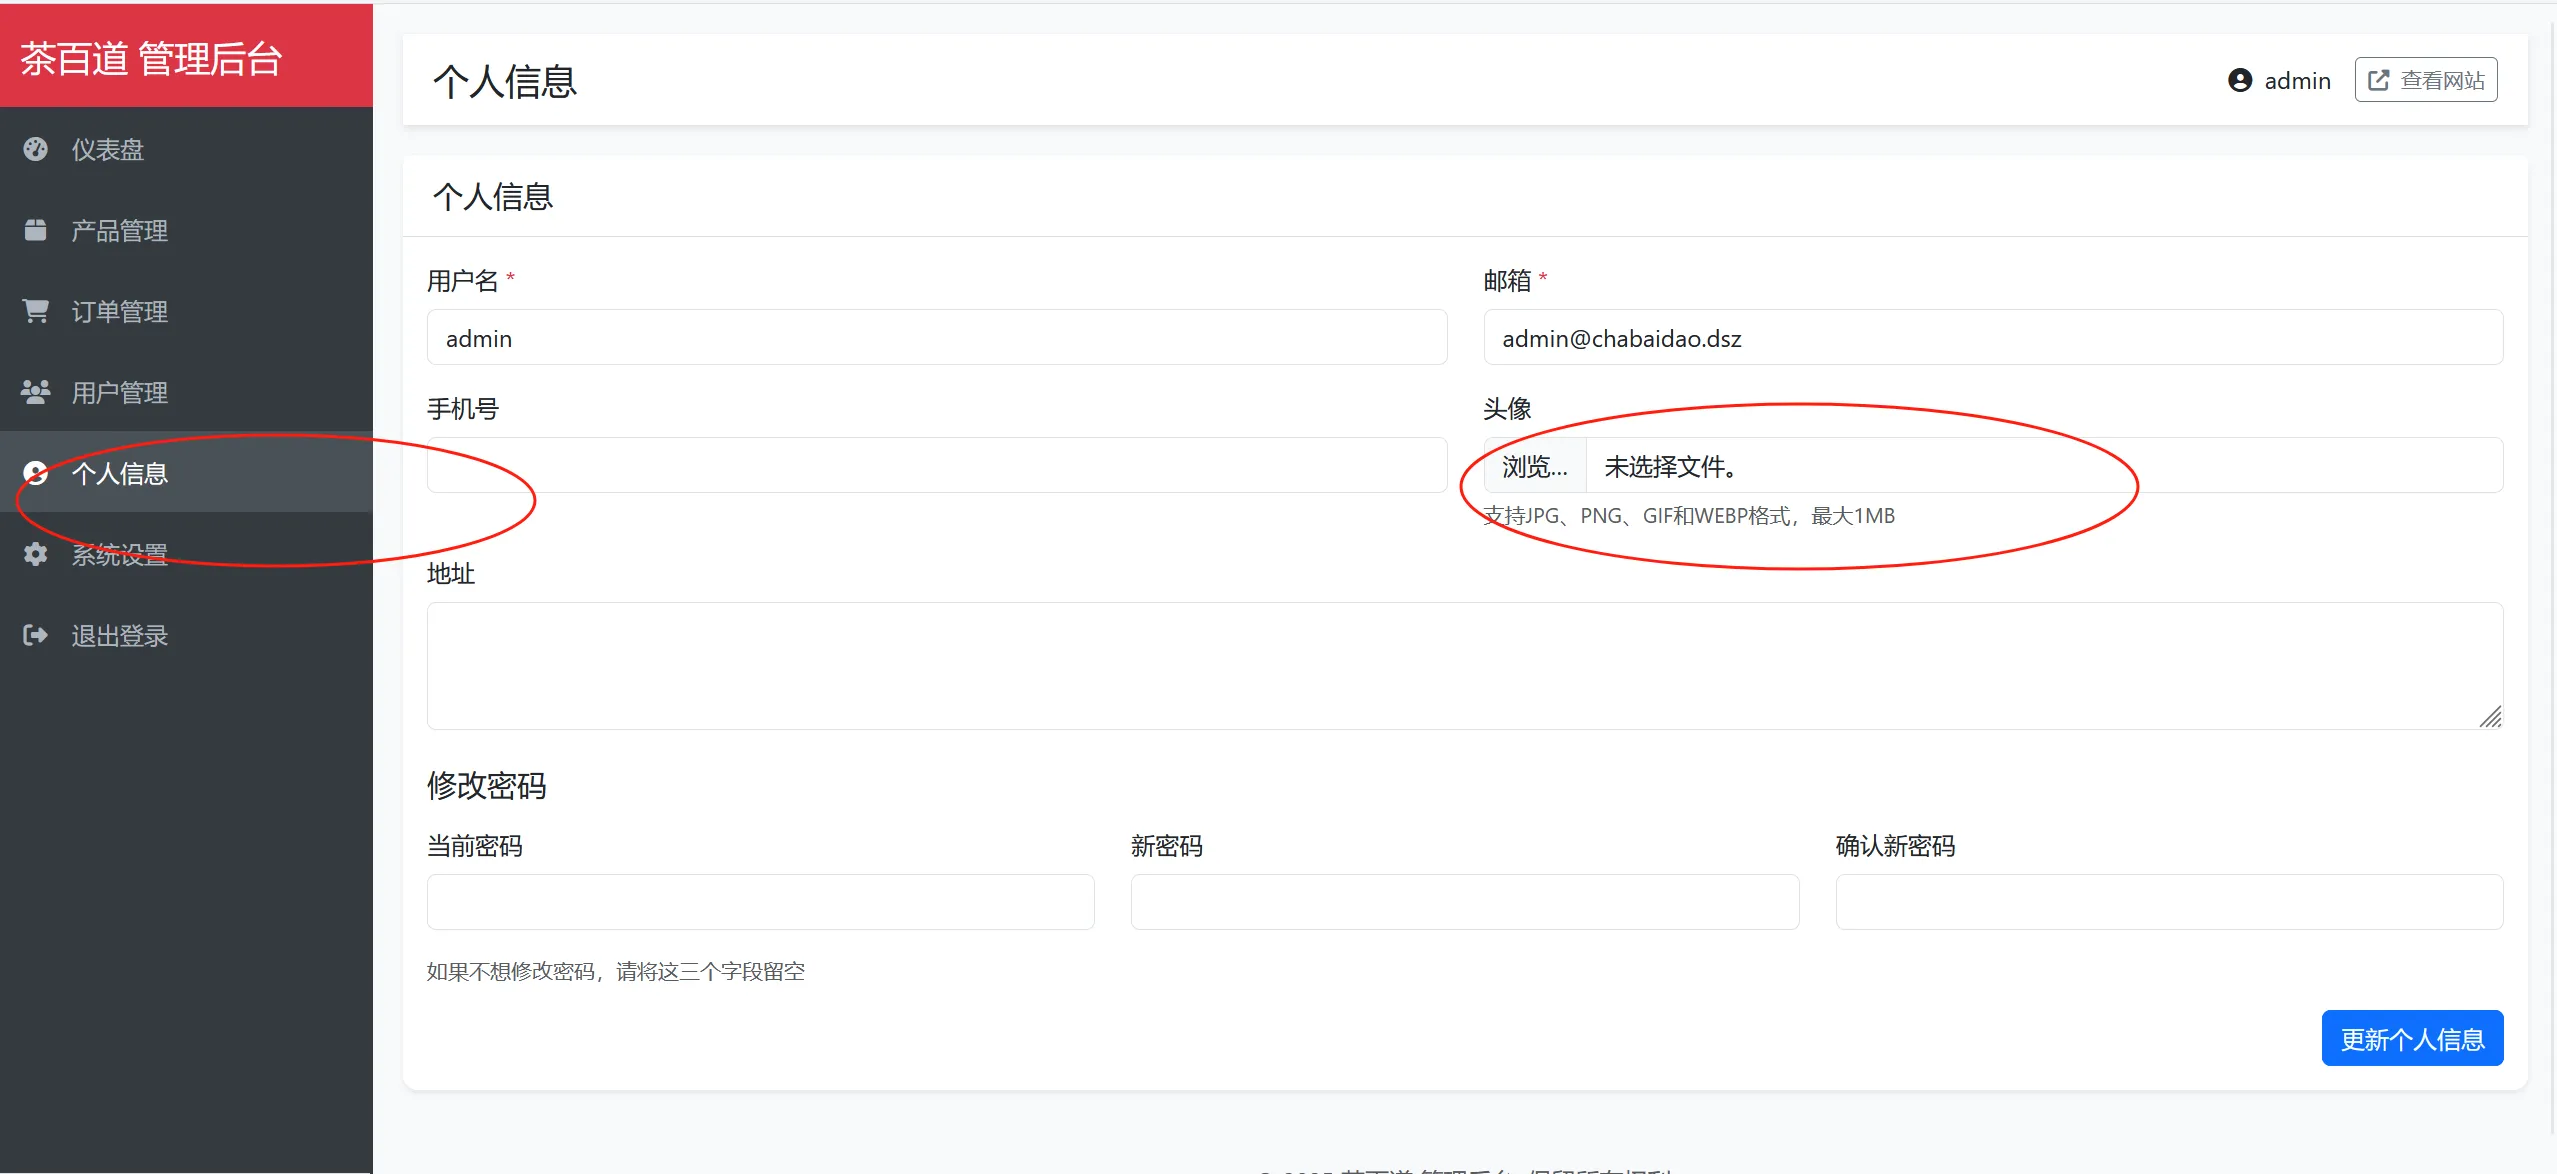 茶百道 管理后台
仪表盘
产品管理
订单管理
用户管理
个人信息
系统设置
退出登录
个人信息
admin
查看网站
个人信息
用户名 *
邮箱 *
admin
admin@chabaidao.dsz
手机号
头像
浏览... 未选择文件。
支持JPG、PNG、GIF和WEBP格式，最大1MB
地址
修改密码
当前密码
新密码
确认新密码
如果不想修改密码，请将这三个字段留空
更新个人信息